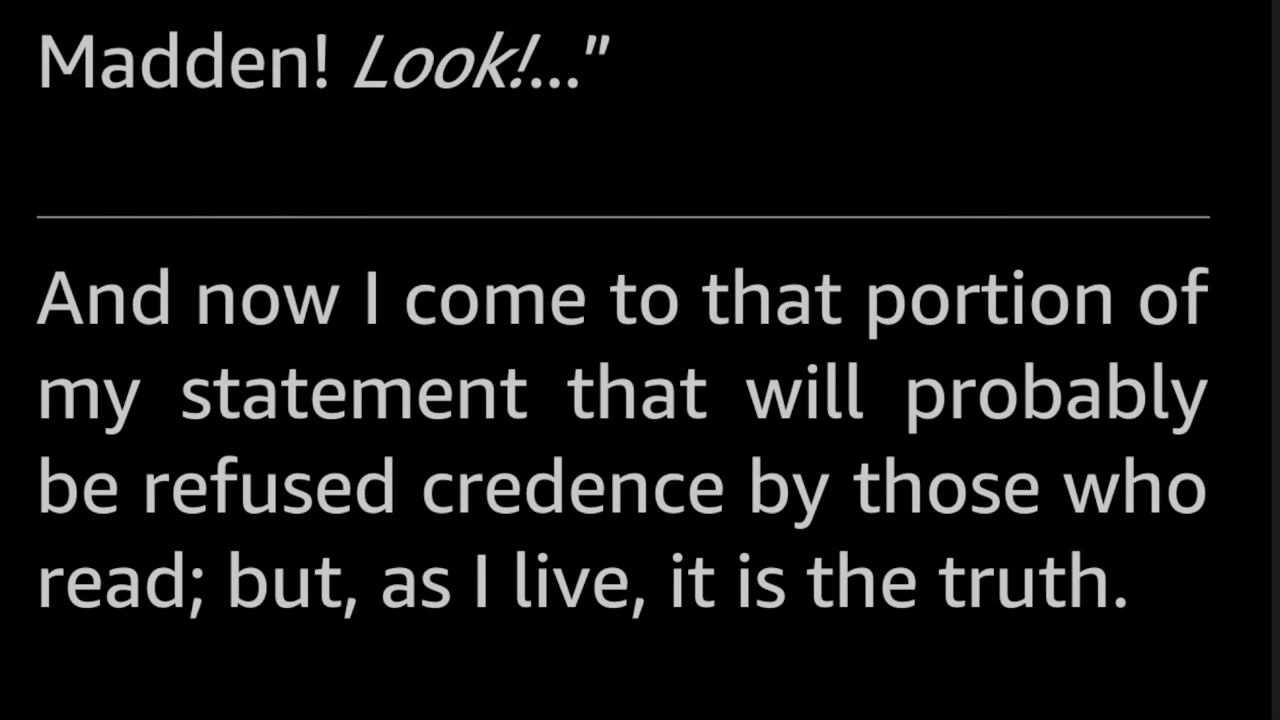 Madden! Look!..."
And now I come to that portion of
my statement that will probably
be refused credence by those who
read; but, as I live, it is the truth.